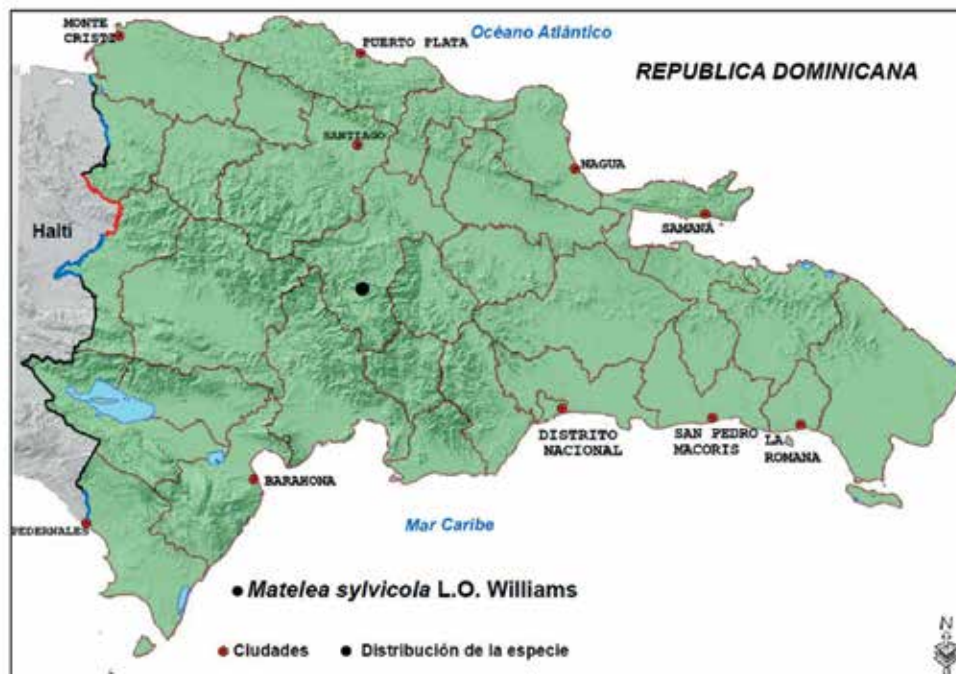 MONTE
CRISTI
PUERTO PLATA
Océano Atlántico
REPUBLICA DOMINICANA
SANTIAGO
NAGUA
SAMANÁ
Haití
DISTRITO
NACIONAL
SAN PEDRO
MACORIS
LA
ROMANA
BARAHONA
PEDERNALES
Mar Caribe
Matelea sylvicola L.O. Williams
Ciudades
Distribución de la especie
N